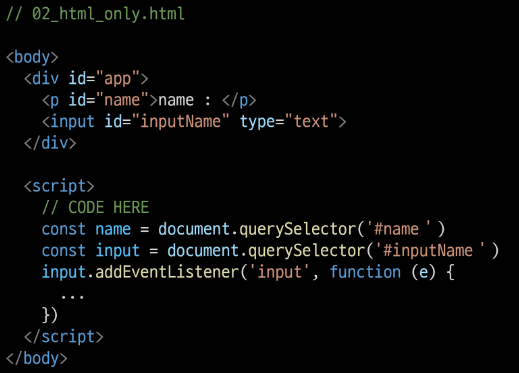 // 02_html_only.html
<body>
<div id="app">
<p id="name">name : </p>
<input id="inputName" type="text">
</div>
<script>
// CODE HERE
const name = document.querySelector('#name')
const input = document.querySelector('#inputName')
input.addEventListener('input', function (e) {
...
})
</script>
</body>